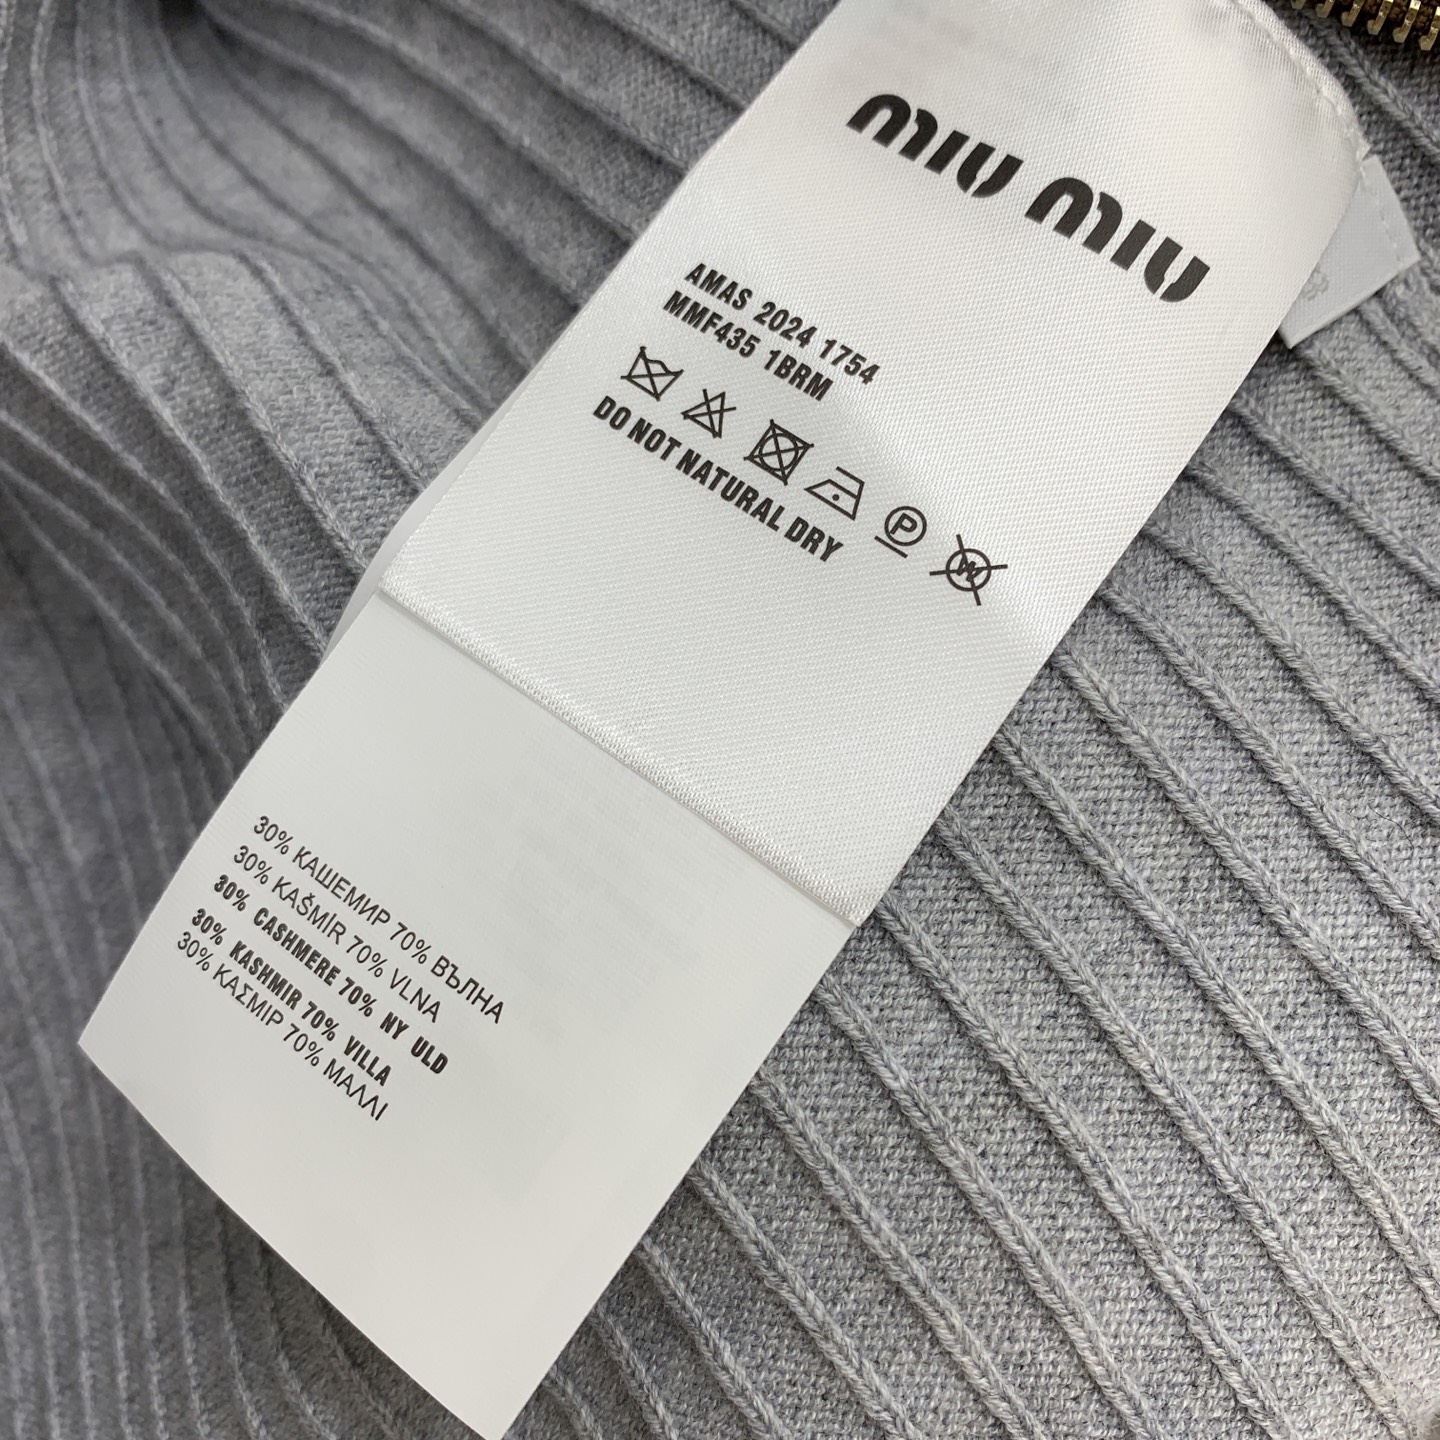 miu miu
AMAS 2024 1754
MMF435 1BRM
P W
DO NOT NATURAL DRY
30% КАШЕМИР 70% ВЪЛНА
30% KAŠMÍR 70% VLNA
30% CASHMERE 70% NY ULD
30% KASHMIR 70% VILLA
30% ΚΑΣΜΙΡ 70% ΜΑΛΛΙ